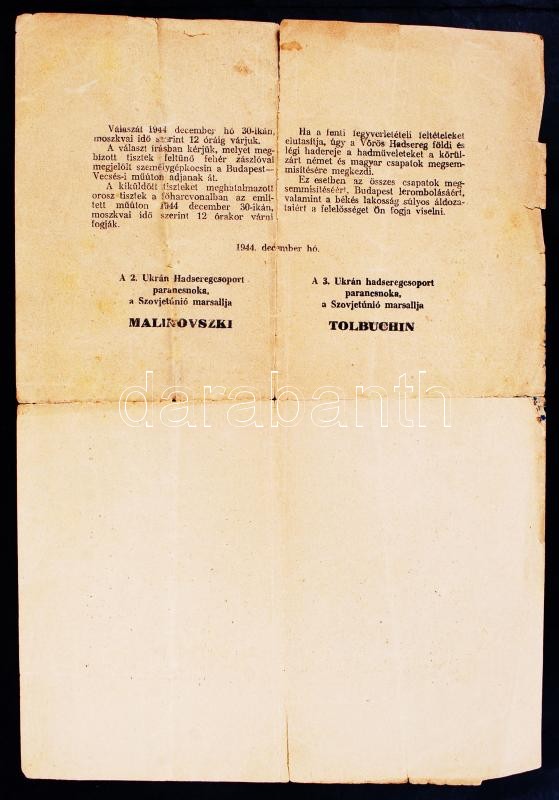 Válaszát 1944 december hó 30-ikán,
moszkvai idő szerint 12 óráig várjuk.
A választ írásban kérjük, melyet meg-
bizott tisztek feltűnő fehér zászlóval
megjelölt személygépkocsin a Budapest—
Vecsés-i műúton adjanak át.
A kiküldött tiszteket meghatalmazott
orosz tisztek a főharcvonalban az emlí-
tett műúton 1944 december 30-ikán,
moszkvai idő szerint 12 órakor várni
fogják.
Ha a fenti fegyverletételi feltételeket
elutasítja, úgy a Vörös Hadsereg földi és
légi hadereje a hadműveleteket a körül-
zárt német és magyar csapatok megsem-
misítésére megkezdi.
Ez esetben az összes csapatok meg-
semmisítéséért, Budapest lerombolásáért,
valamint a békés lakosság súlyos áldoza-
taiért a felelősséget Ön fogja viselni.
1944. december hó.
A 2. Ukrán Hadseregcsoport
parancsnoka,
a Szovjetúnió marsallja
MALINOVSZKI
A 3. Ukrán hadseregcsoport
parancsnoka,
a Szovjetúnió marsallja
TOLBUCHIN
darabanth